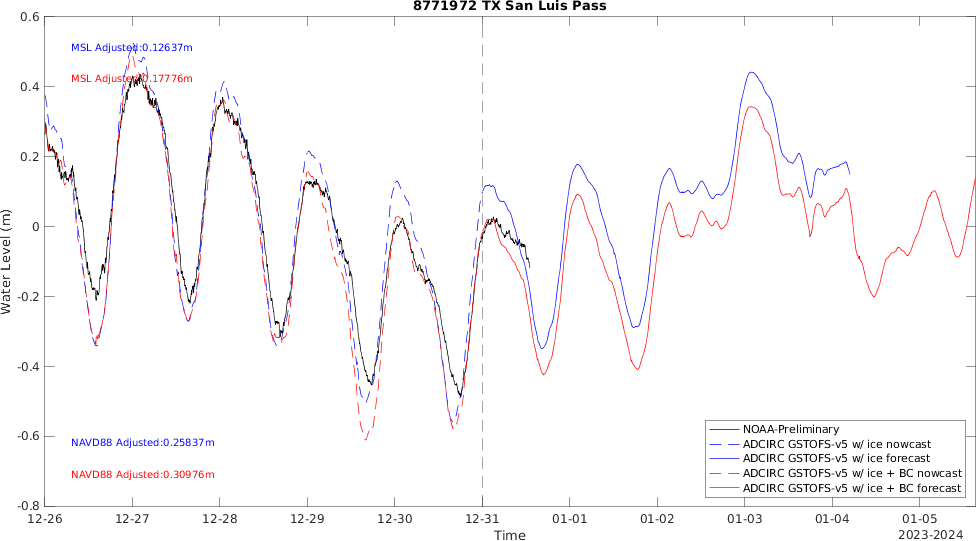 8771972 TX San Luis Pass
0.6
0.4
0.2
0
-0.2
-0.4
-0.6
-0.8
Water Level (m)
MSL Adjusted:0.12637m
MSL Adjusted:0.17776m
NAVD88 Adjusted:0.25837m
NAVD88 Adjusted:0.30976m
NOAA-Preliminary
ADCIRC GSTOFS-v5 w/ ice nowcast
ADCIRC GSTOFS-v5 w/ ice forecast
ADCIRC GSTOFS-v5 w/ ice + BC nowcast
ADCIRC GSTOFS-v5 w/ ice + BC forecast
12-26 12-27 12-28 12-29 12-30 12-31 01-01 01-02 01-03 01-04 01-05
Time
2023-2024